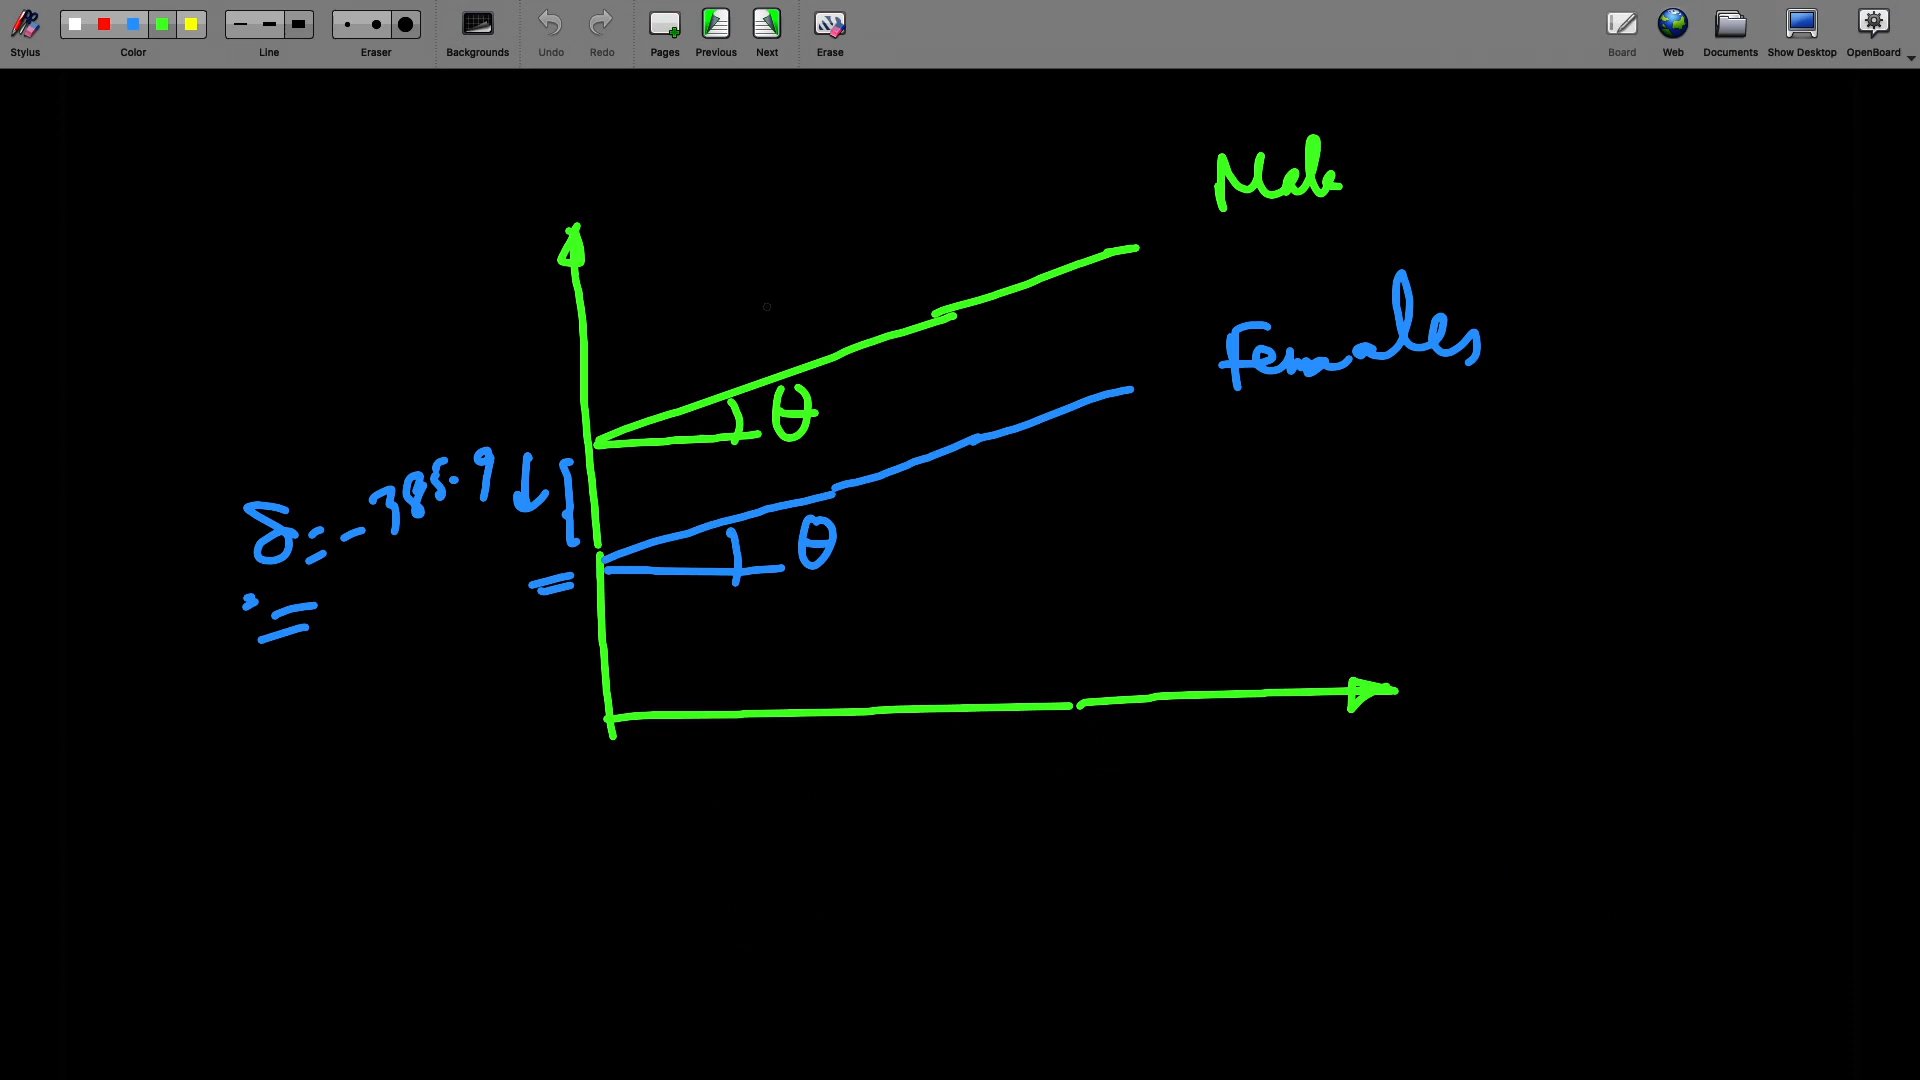 Stylus
Color
Line
Eraser
Backgrounds
Undo
Redo
Pages
Previous
Next
Erase
Board
Web
Documents
Show Desktop
OpenBoard
Male
Females
θ
δ = -385.9 ↓
θ